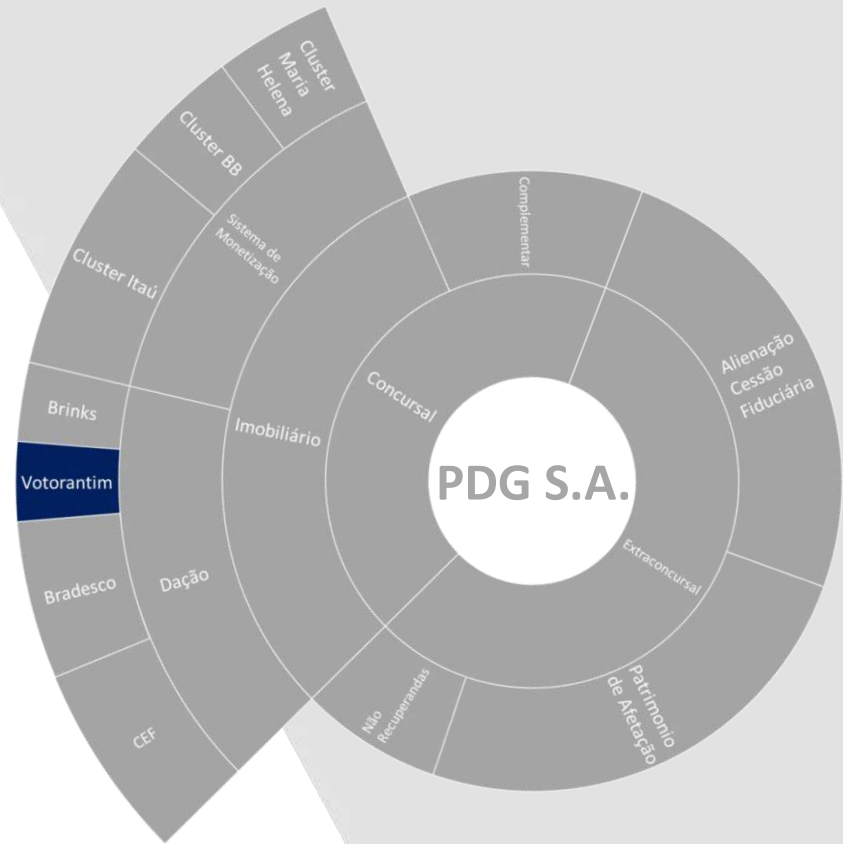 Cluster
Maria
Helena
Cluster BB
Cluster Itaú
Sistema de
Monetização
Complementar
Alienação
Cessão
Fiduciária
Concursal
Imobiliário
Brinks
Votorantim
PDG S.A.
Extraconcursal
Bradesco
Dação
CEF
Não
Recuperandas
Patrimonio
de Afetação